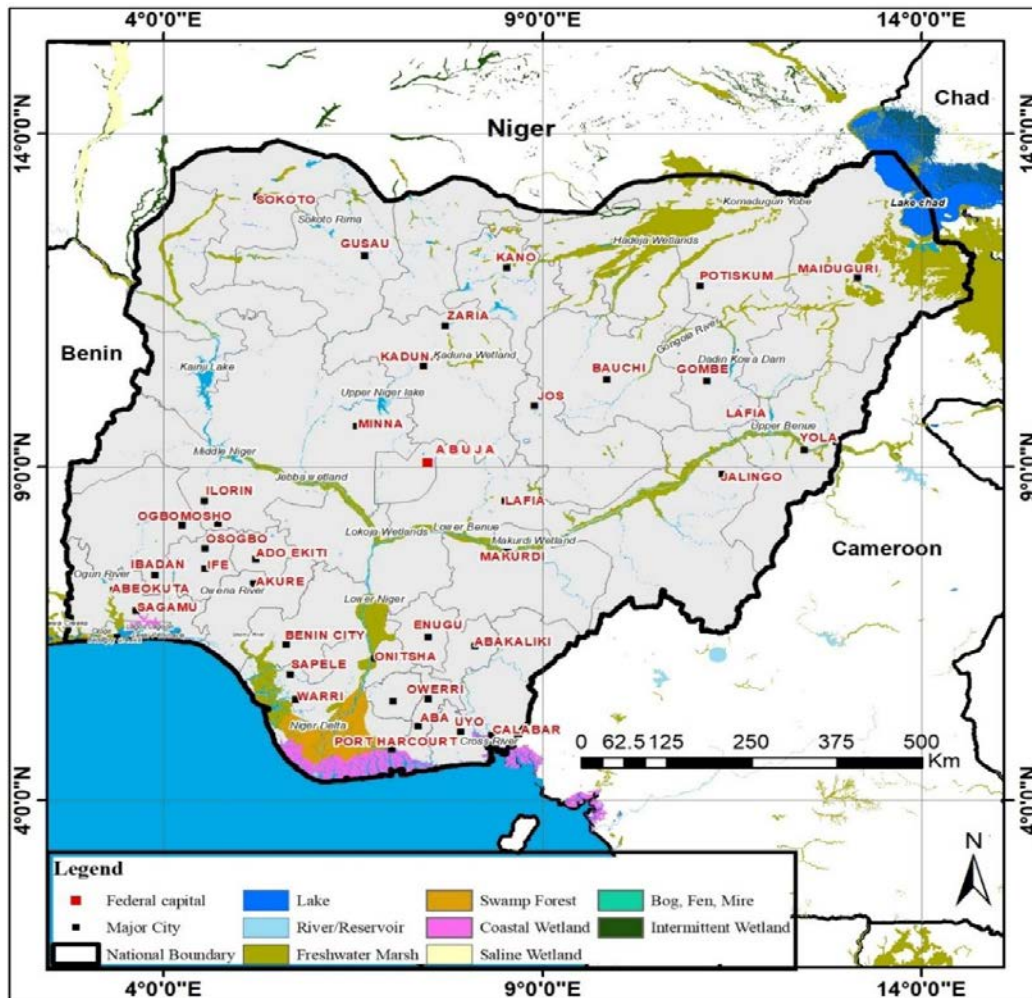 4°0'0"E 9°0'0"E 14°0'0"E
Chad
Niger
14°0'0"N 14°0'0"N
Lake chad
Komadugun Yobe
SOKOTO
Sokoto Rima
Hadeja Wetlands
GUSAU
KANO
POTISKUM
MAIDUGURI
ZARIA
Gongola River
Benin
KADUN
Kaduna Wetland
Dadin Kowa Dam
Kainji Lake
BAUCHI
GOMBE
Upper Niger lake
JOS
LAFIA
MINNA
Upper Benue
YOLA
Middle Niger
ABUJA
9°0'0"N 9°0'0"N
Jebba wetland
JALINGO
ILORIN
LAFIA
OGBOMOSHO
Lokoja Wetlands
Lower Benue
Makurdi Wetland
OSOGBO
ADO EKITI
MAKURDI
Cameroon
IBADAN
IFE
Ogun River
AKURE
Owena River
ABEOKUTA
Lower Niger
SAGAMU
ENUGU
BENIN CITY
ABAKALIKI
ONITSHA
SAPELE
OWERRI
WARRI
ABA
UYO
Niger Delta
CALABAR
PORT HARCOURT
Cross River
0 62.5 125 250 375 500
Km
4°0'0"N 4°0'0"N
N
Legend
Federal capital
Lake
Swamp Forest
Bog, Fen, Mire
Major City
River/Reservoir
Coastal Wetland
Intermittent Wetland
National Boundary
Freshwater Marsh
Saline Wetland
4°0'0"E 9°0'0"E 14°0'0"E